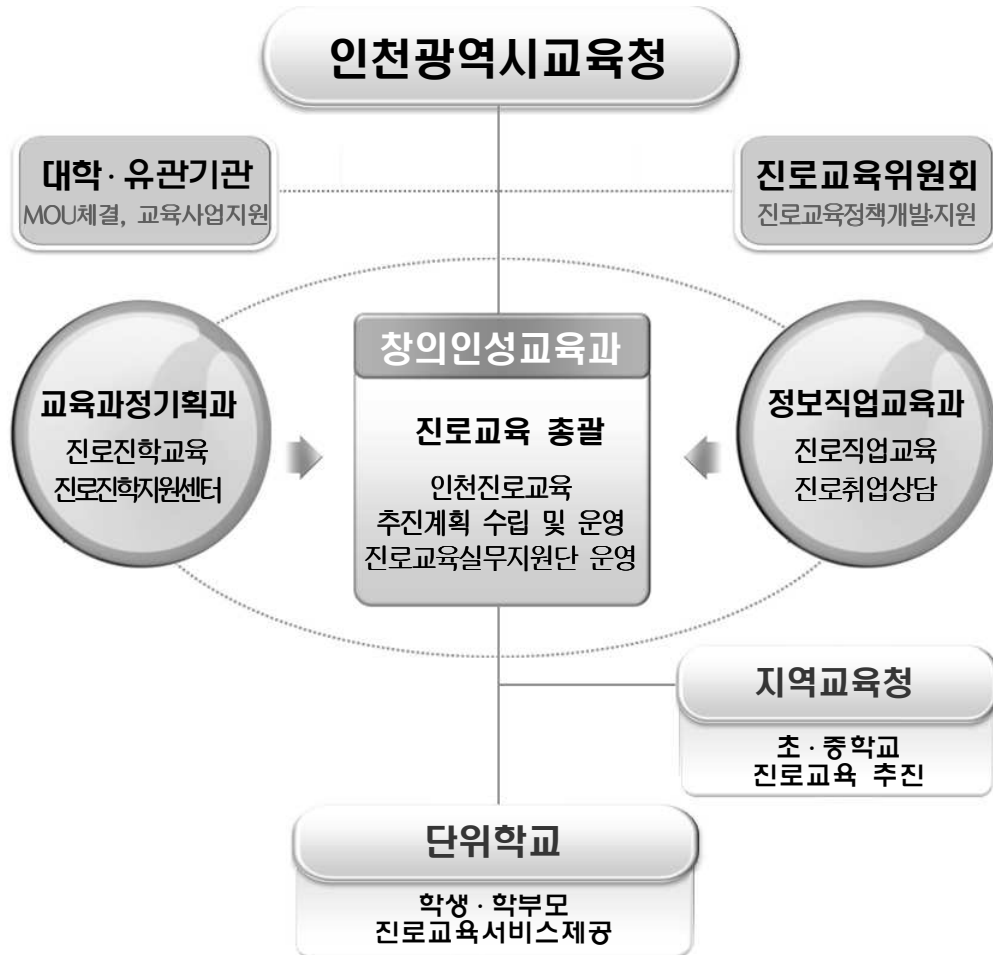 인천광역시교육청
대학·유관기관
MOU체결, 교육사업지원
진로교육위원회
진로교육정책개발·지원
교육과정기획과
진로진학교육
진로진학지원센터
창의인성교육과
진로교육 총괄
인천진로교육
추진계획 수립 및 운영
진로교육실무지원단 운영
정보직업교육과
진로직업교육
진로취업상담
지역교육청
초·중학교
진로교육 추진
단위학교
학생·학부모
진로교육서비스제공